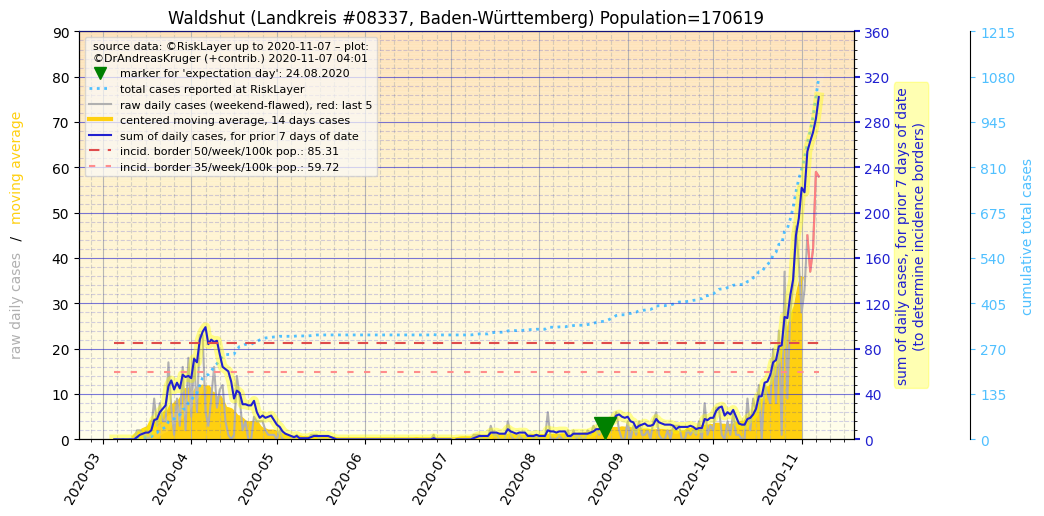 Waldshut (Landkreis #08337, Baden-Württemberg) Population=170619
source data: ©RiskLayer up to 2020-11-07 – plot:
©DrAndreasKruger (+contrib.) 2020-11-07 04:01
marker for 'expectation day': 24.08.2020
total cases reported at RiskLayer
raw daily cases (weekend-flawed), red: last 5
centered moving average, 14 days cases
sum of daily cases, for prior 7 days of date
incid. border 50/week/100k pop.: 85.31
incid. border 35/week/100k pop.: 59.72
raw daily cases / moving average
90
80
70
60
50
40
30
20
10
0
2020-03
2020-04
2020-05
2020-06
2020-07
2020-08
2020-09
2020-10
2020-11
360
320
280
240
200
160
120
80
40
0
sum of daily cases, for prior 7 days of date
(to determine incidence borders)
1215
1080
945
810
675
540
405
270
135
0
cumulative total cases